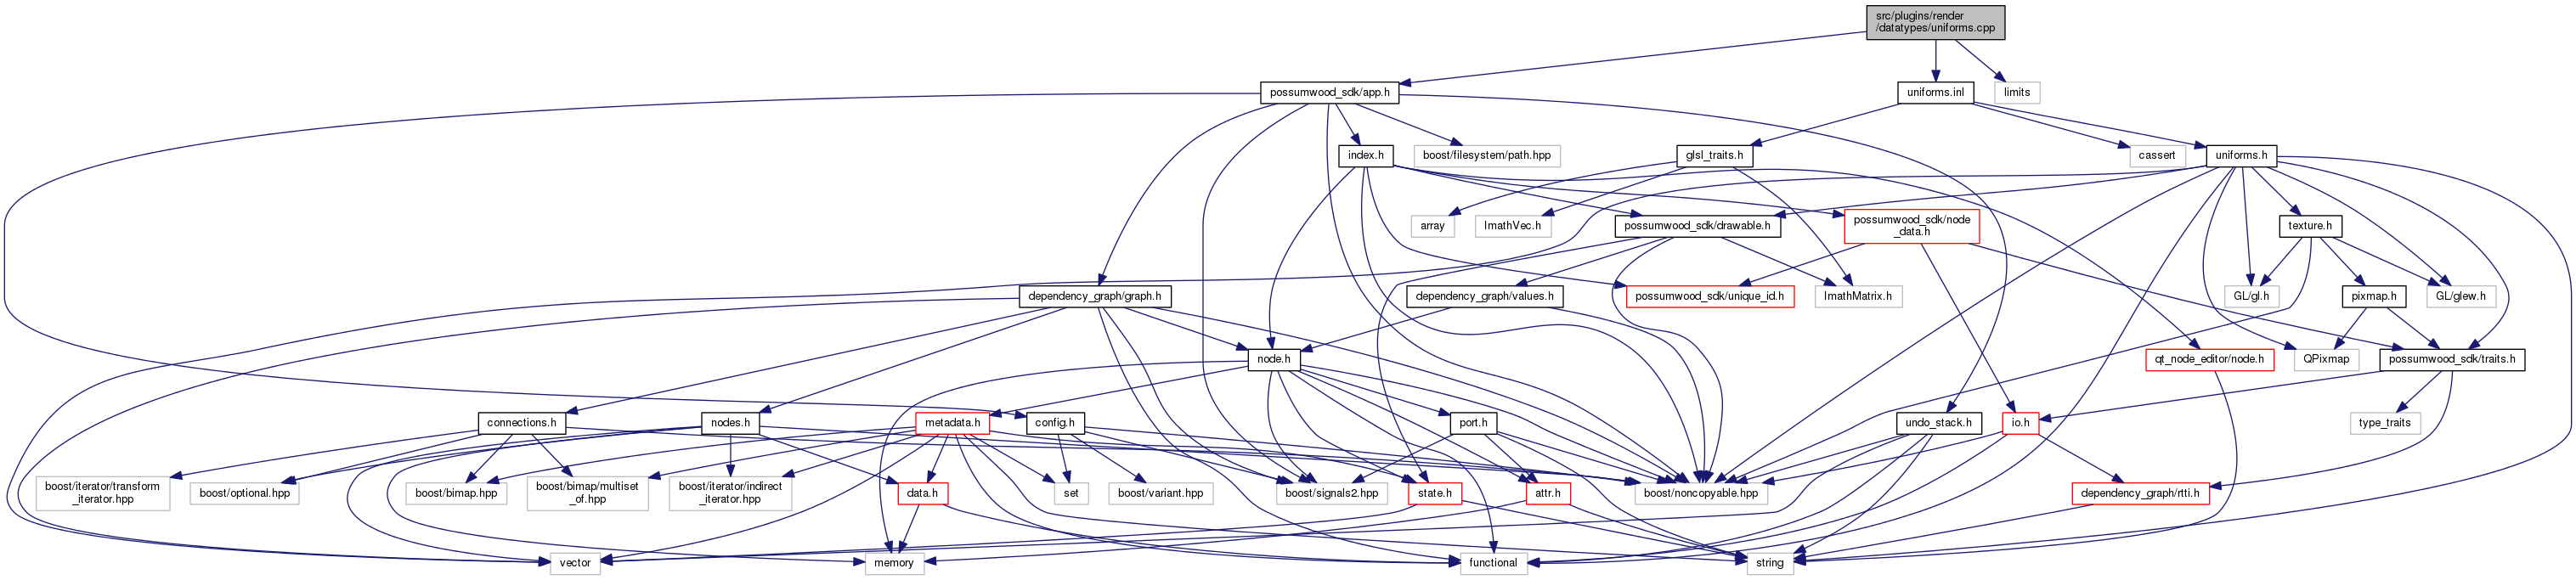 src/plugins/render
/datatypes/uniforms.cpp
possumwood_sdk/app.h
uniforms.inl
limits
index.h
boost/filesystem/path.hpp
glsl_traits.h
cassert
uniforms.h
array
ImathVec.h
possumwood_sdk/drawable.h
possumwood_sdk/node
_data.h
texture.h
dependency_graph/graph.h
dependency_graph/values.h
possumwood_sdk/unique_id.h
ImathMatrix.h
GL/gl.h
pixmap.h
GL/glew.h
node.h
qt_node_editor/node.h
QPixmap
possumwood_sdk/traits.h
connections.h
nodes.h
metadata.h
config.h
port.h
undo_stack.h
io.h
type_traits
boost/iterator/transform
_iterator.hpp
boost/optional.hpp
boost/bimap.hpp
boost/bimap/multiset
_of.hpp
boost/iterator/indirect
_iterator.hpp
data.h
set
boost/variant.hpp
boost/signals2.hpp
state.h
attr.h
boost/noncopyable.hpp
dependency_graph/rtti.h
vector
memory
functional
string